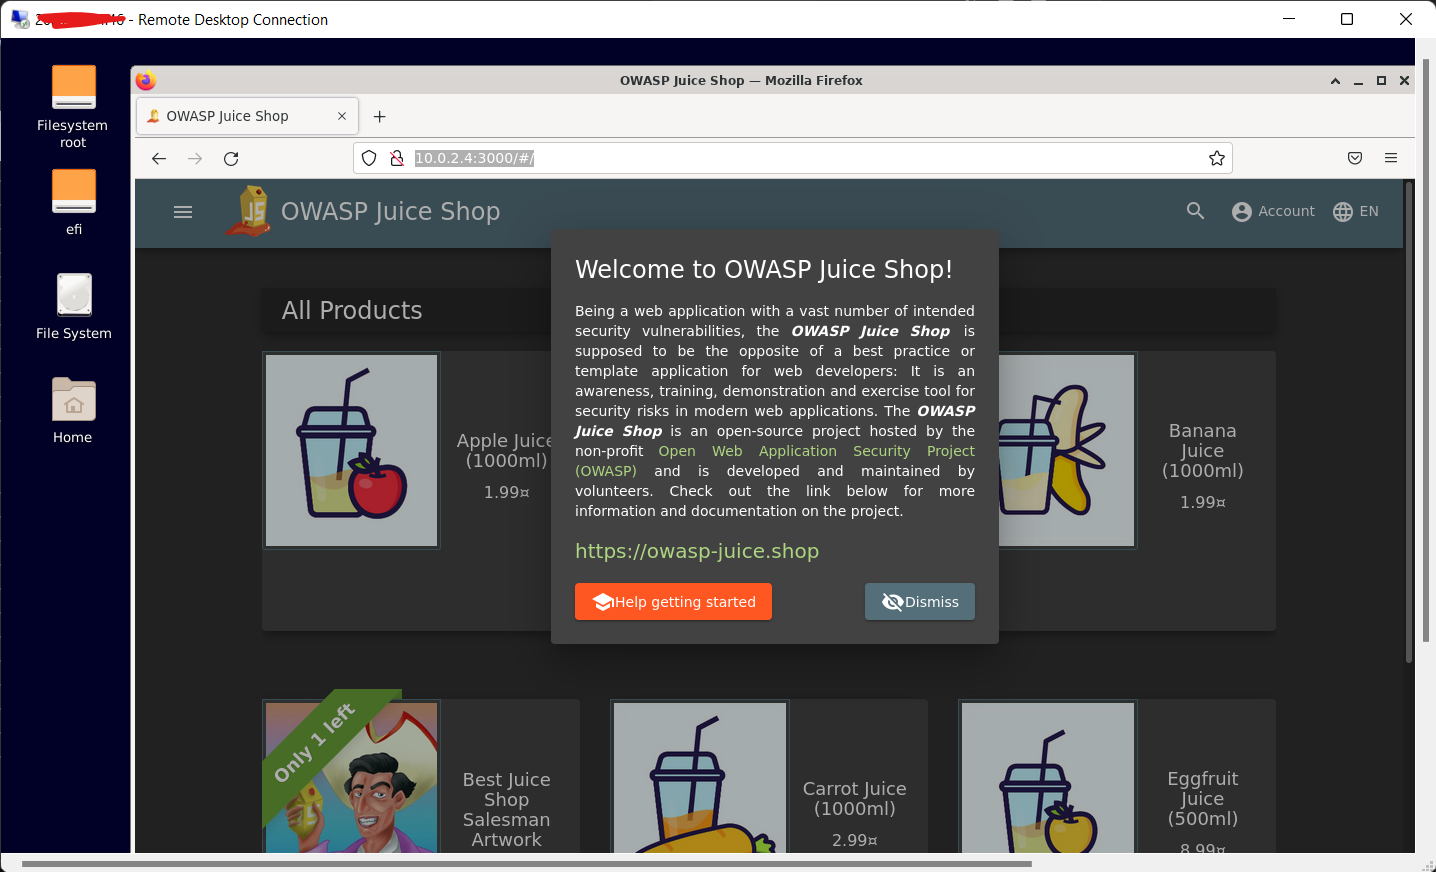 - Remote Desktop Connection
OWASP Juice Shop — Mozilla Firefox
OWASP Juice Shop
10.0.2.4:3000/#/
Filesystem
root
efi
File System
Home
JS
OWASP Juice Shop
Account
EN
All Products
Apple Juice
(1000ml)
1.99¤
Welcome to OWASP Juice Shop!
Being a web application with a vast number of intended
security vulnerabilities, the OWASP Juice Shop is
supposed to be the opposite of a best practice or
template application for web developers: It is an
awareness, training, demonstration and exercise tool for
security risks in modern web applications. The OWASP
Juice Shop is an open-source project hosted by the
non-profit Open Web Application Security Project
(OWASP) and is developed and maintained by
volunteers. Check out the link below for more
information and documentation on the project.
https://owasp-juice.shop
Help getting started
Dismiss
Banana
Juice
(1000ml)
1.99¤
Only 1 left
Best Juice
Shop
Salesman
Artwork
Carrot Juice
(1000ml)
2.99¤
Eggfruit
Juice
(500ml)
8.99¤